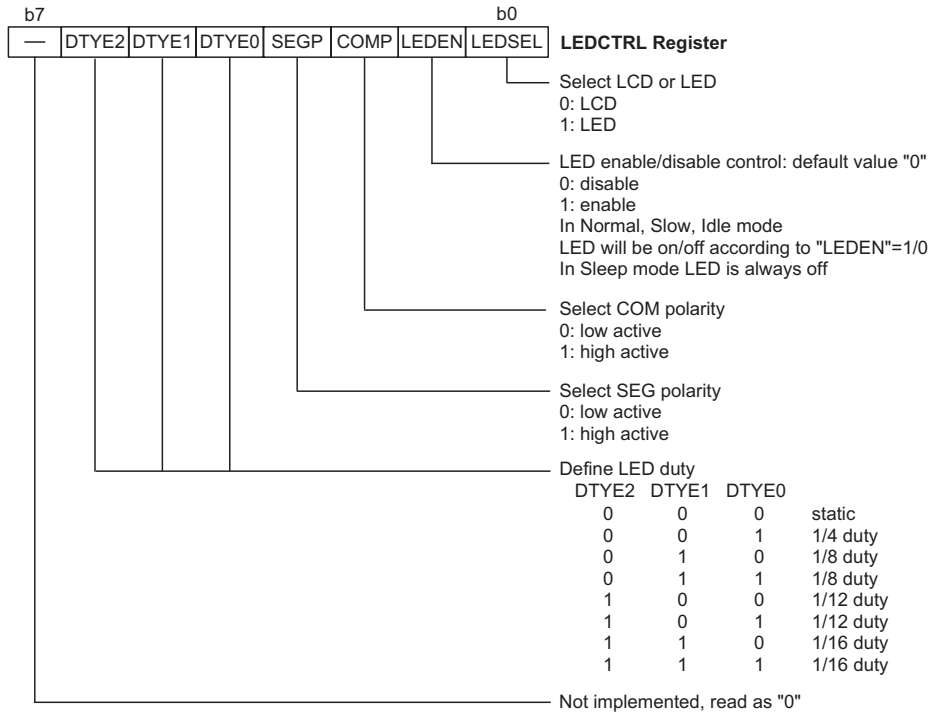 b7 b0
— DTYE2 DTYE1 DTYE0 SEGP COMP LEDEN LEDSEL LEDCTRL Register
Select LCD or LED
0: LCD
1: LED
LED enable/disable control: default value "0"
0: disable
1: enable
In Normal, Slow, Idle mode
LED will be on/off according to "LEDEN"=1/0
In Sleep mode LED is always off
Select COM polarity
0: low active
1: high active
Select SEG polarity
0: low active
1: high active
Define LED duty
DTYE2 DTYE1 DTYE0
0 0 0 static
0 0 1 1/4 duty
0 1 0 1/8 duty
0 1 1 1/8 duty
1 0 0 1/12 duty
1 0 1 1/12 duty
1 1 0 1/16 duty
1 1 1 1/16 duty
Not implemented, read as "0"